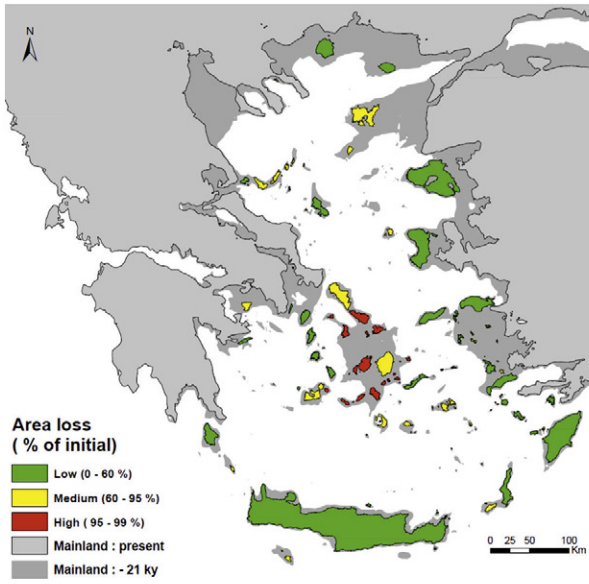 N
Area loss
( % of initial)
Low (0 - 60 %)
Medium (60 - 95 %)
High ( 95 - 99 %)
Mainland : present
Mainland : - 21 ky
0 25 50 100
Km